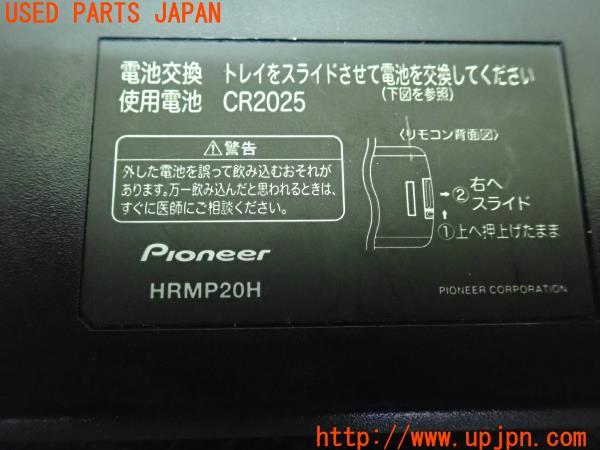 USED PARTS JAPAN
電池交換 トレイをスライドさせて電池を交換してください
使用電池 CR2025 (下図を参照)
⚠警告
外した電池を誤って飲み込むおそれが
あります。万一飲み込んだと思われるときは、
すぐに医師にご相談ください。
〈リモコン背面図〉
②右へ
スライド
①上へ押上げたまま
Pioneer
HRMP20H
PIONEER CORPORATION
http://www.upjpn.com/